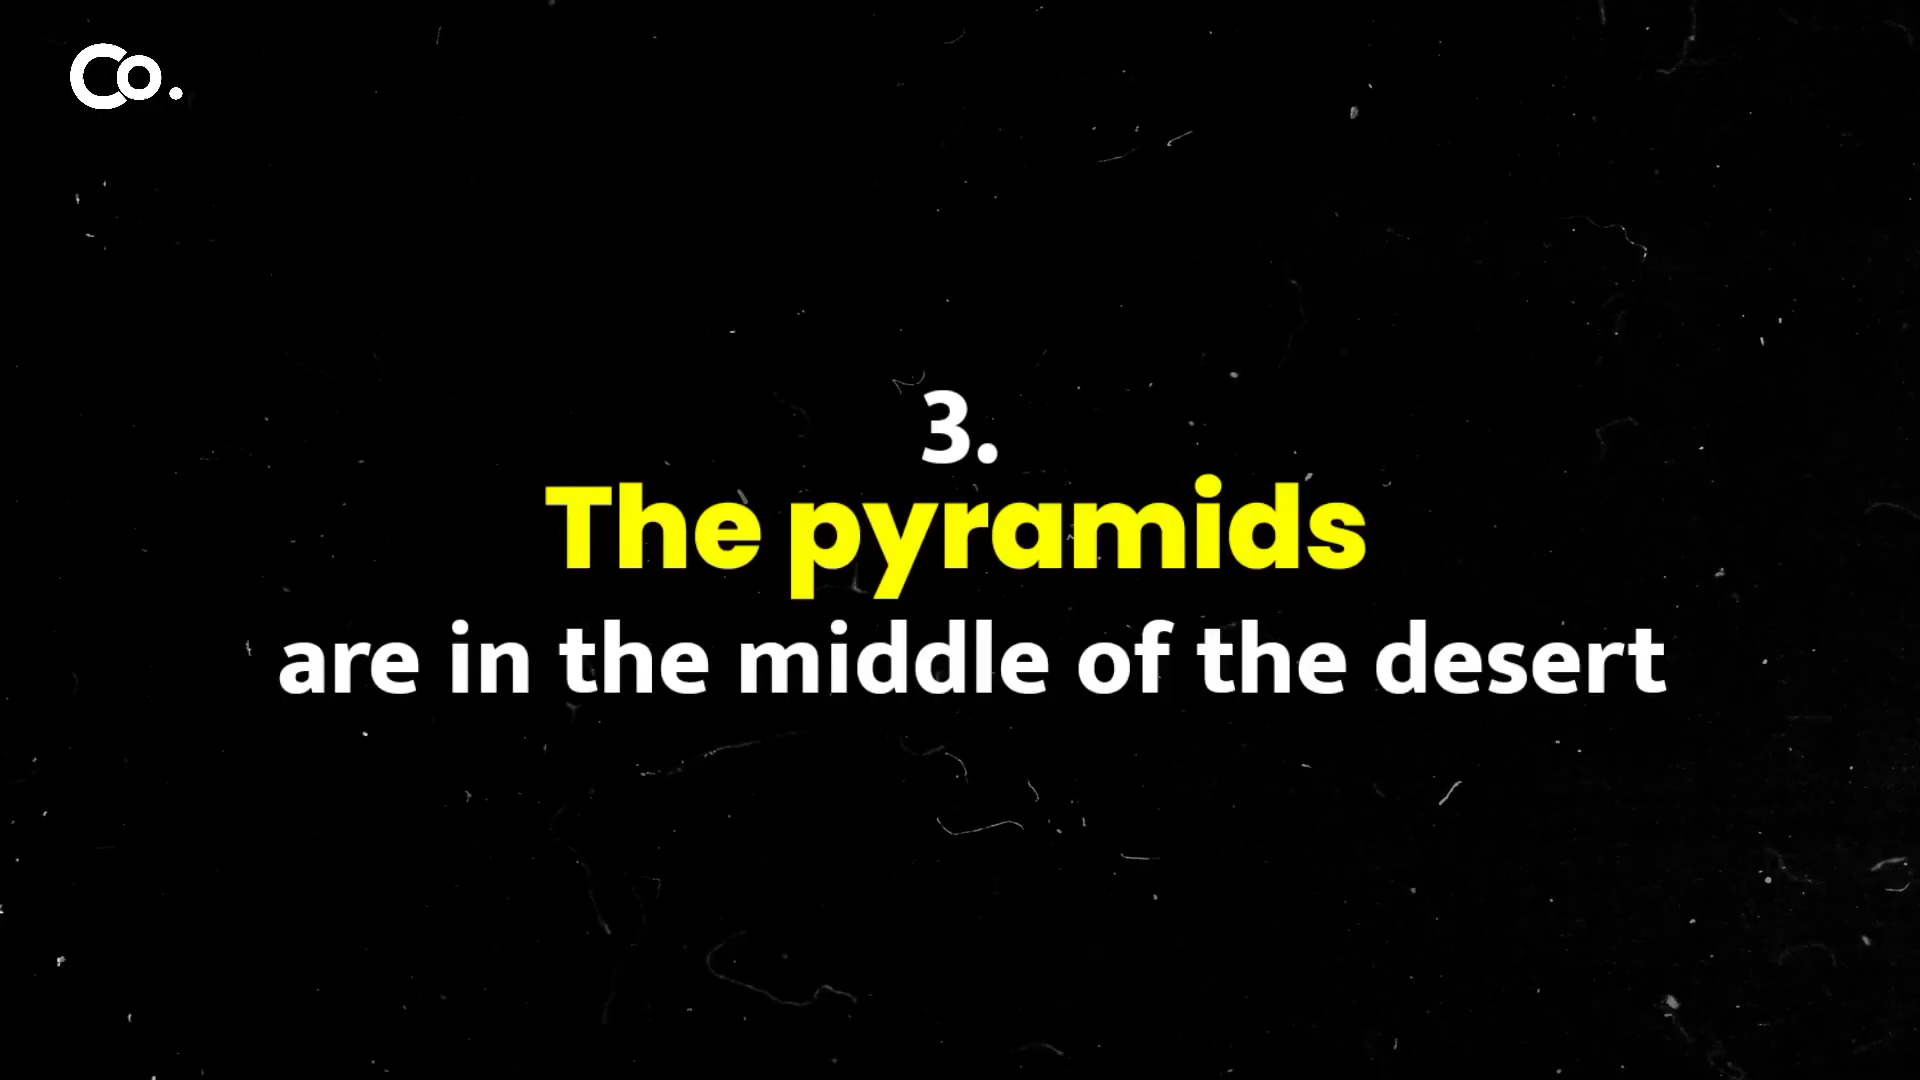 Co.
3.
The pyramids
are in the middle of the desert